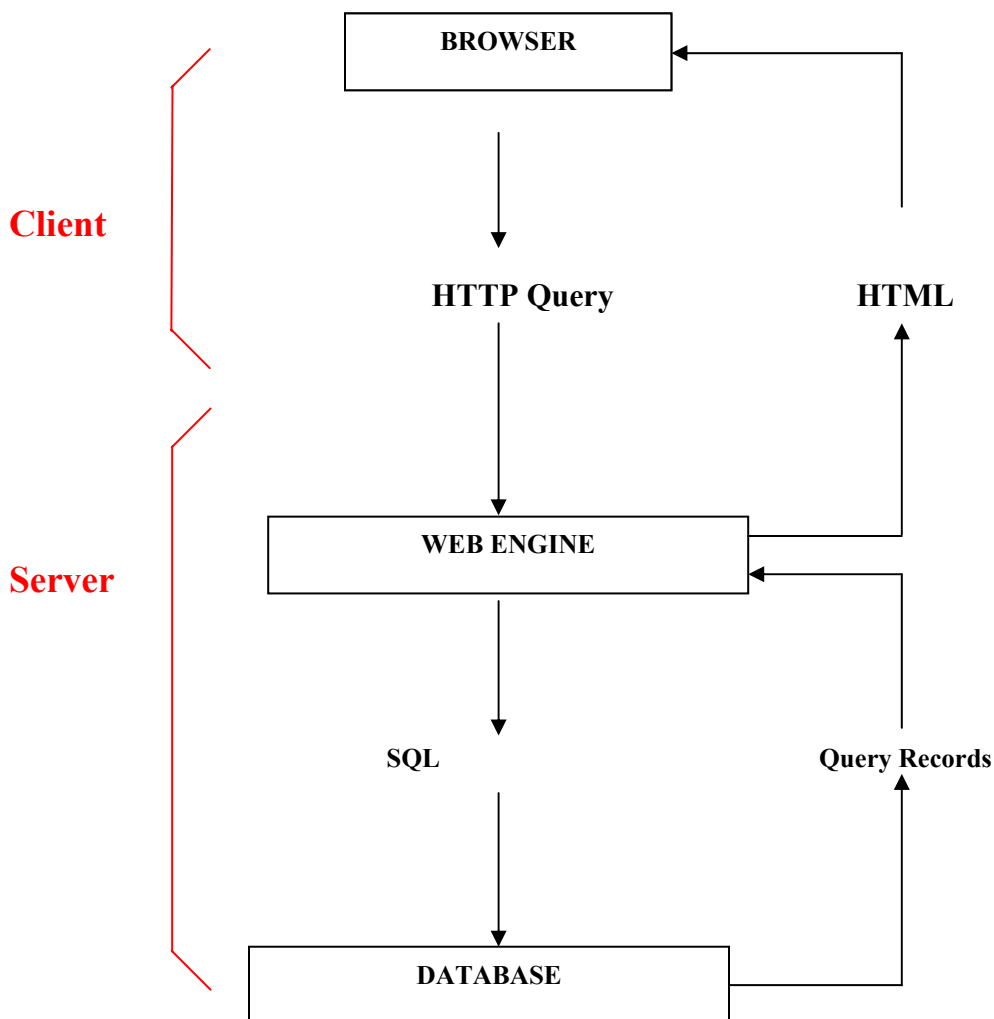 BROWSER
Client
HTTP Query
HTML
WEB ENGINE
Server
SQL
Query Records
DATABASE